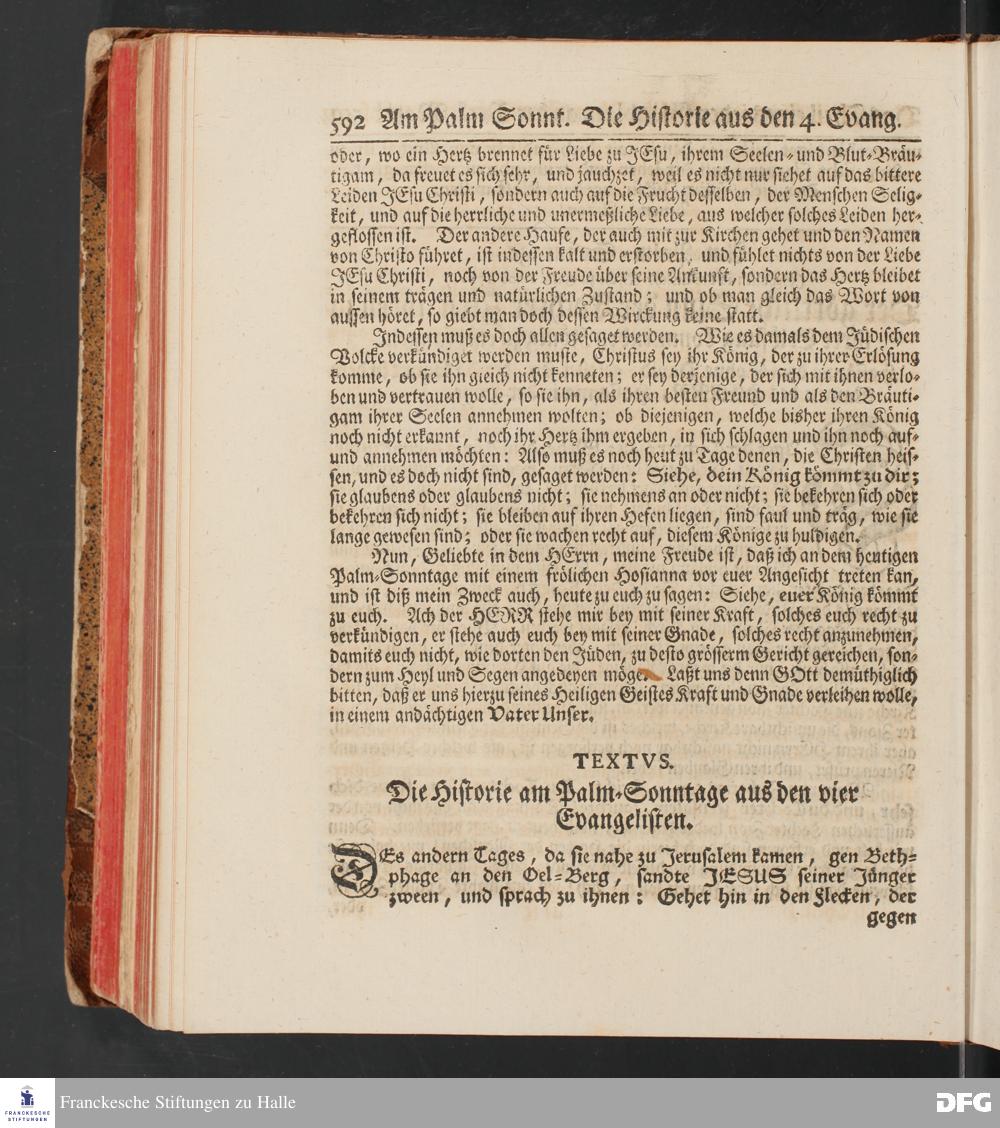 592 Am Palm Sonnt. Die Historie aus den 4. Evang.
oder, wo ein Hertz brennet für Liebe zu JEsu, ihrem Seelen- und Blut-Bräu-
tigam, da freuet es sich sehr, und jauchzet, weil es nicht nur siehet auf das bittere
Leiden JEsu Christi, sondern auch auf die Frucht desselben, der Menschen Selig-
keit, und auf die herrliche und unermeßliche Liebe, aus welcher solches Leiden her-
geflossen ist. Der andere Haufe, der auch mit zur Kirchen gehet und den Namen
von Christo führet, ist indessen kalt und erstorben, und fühlet nichts von der Liebe
JEsu Christi, noch von der Freude über seine Ankunft, sondern das Hertz bleibet
in seinem trägen und natürlichen Zustand; und ob man gleich das Wort von
aussen höret, so giebt man doch dessen Wirckung keine statt.
Indessen muß es doch allen gesaget werden. Wie es damals dem Jüdischen
Volcke verkündiget werden muste, Christus sey ihr König, der zu ihrer Erlösung
komme, ob sie ihn gleich nicht kenneten; er sey derjenige, der sich mit ihnen verlo-
ben und vertrauen wolle, so sie ihn, als ihren besten Freund und als den Bräuti-
gam ihrer Seelen annehmen wolten; ob diejenigen, welche bisher ihren König
noch nicht erkannt, noch ihr Hertz ihm ergeben, in sich schlagen und ihn noch auf-
und annehmen möchten: Also muß es noch heut zu Tage denen, die Christen heis-
sen, und es doch nicht sind, gesaget werden: Siehe, dein König kömmt zu dir;
sie glaubens oder glaubens nicht; sie nehmens an oder nicht; sie bekehren sich oder
bekehren sich nicht; sie bleiben auf ihren Hefen liegen, sind faul und träg, wie sie
lange gewesen sind; oder sie wachen recht auf, diesem Könige zu huldigen.
Nun, Geliebte in dem HErrn, meine Freude ist, daß ich an dem heutigen
Palm-Sonntage mit einem frölichen Hosianna vor euer Angesicht treten kan,
und ist diß mein Zweck auch, heute zu euch zu sagen: Siehe, euer König kömmt
zu euch. Ach der HERR stehe mir bey mit seiner Kraft, solches euch recht zu
verkündigen, er stehe auch euch bey mit seiner Gnade, solches recht anzunehmen,
damits euch nicht, wie dorten den Jüden, zu desto grösserm Gericht gereichen, son-
dern zum Heyl und Segen angedeyen möge. Laßt uns denn GOtt demüthiglich
bitten, daß er uns hierzu seines Heiligen Geistes Kraft und Gnade verleihen wolle,
in einem andächtigen Vater Unser.
TEXTVS.
Die Historie am Palm-Sonntage aus den vier
Evangelisten.
DEs andern Tages, da sie nahe zu Jerusalem kamen, gen Beth-
phage an den Oel-Berg, sandte JESUS seiner Jünger
zween, und sprach zu ihnen: Gehet hin in den Flecken, der
gegen
FRANCKESCHE
STIFTUNGEN
Franckesche Stiftungen zu Halle
DFG